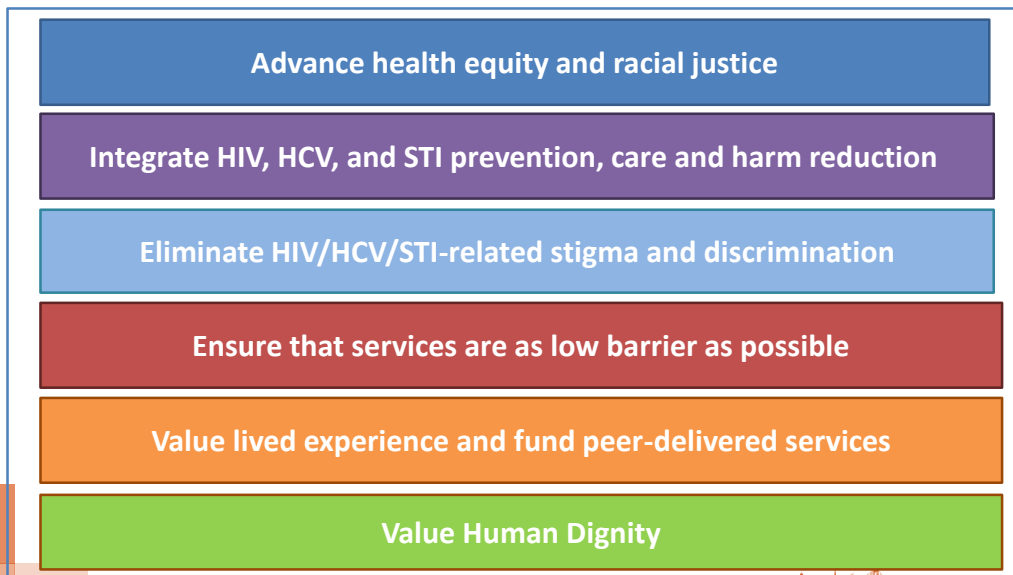 Advance health equity and racial justice
Integrate HIV, HCV, and STI prevention, care and harm reduction
Eliminate HIV/HCV/STI-related stigma and discrimination
Ensure that services are as low barrier as possible
Value lived experience and fund peer-delivered services
Value Human Dignity